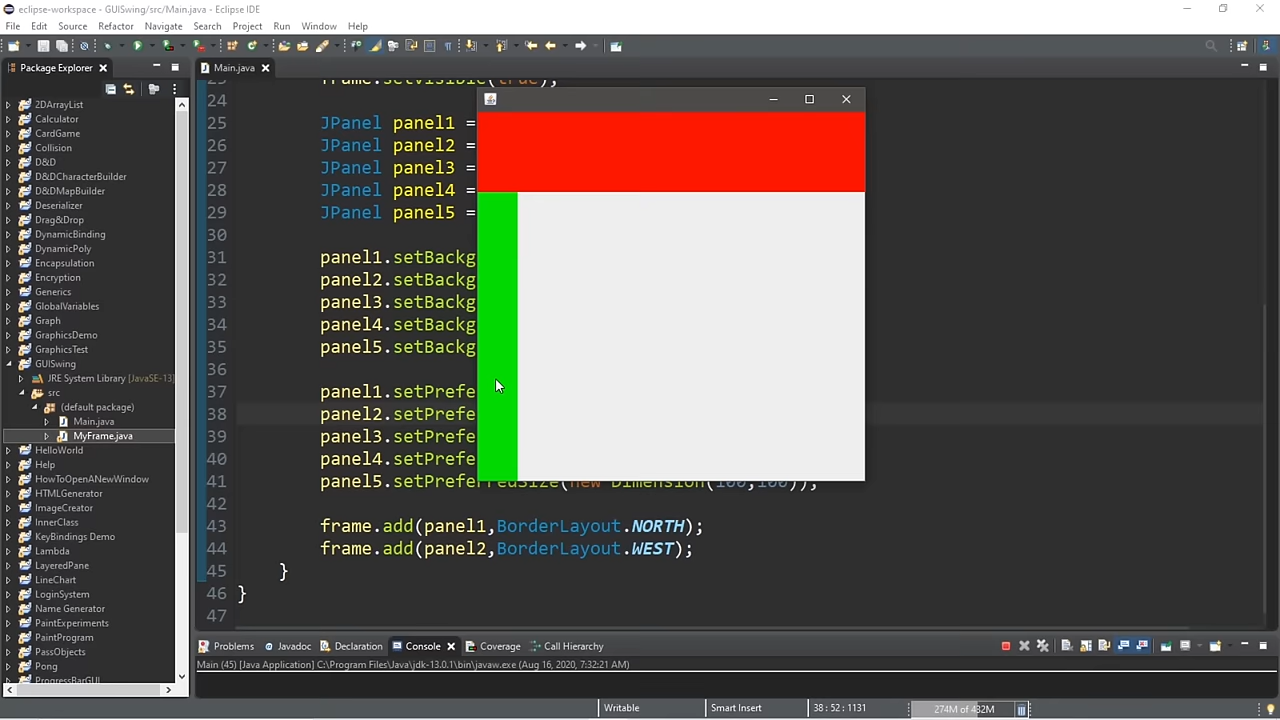 eclipse-workspace - GUISwing/src/Main.java - Eclipse IDE
File Edit Source Refactor Navigate Search Project Run Window Help
Package Explorer
Main.java
2DArrayList
Calculator
CardGame
Collision
D&D
D&DCharacterBuilder
D&DMapBuilder
Deserializer
Drag&Drop
DynamicBinding
DynamicPoly
Encapsulation
Encryption
Generics
GlobalVariables
Graph
GraphicsDemo
GraphicsTest
GUISwing
JRE System Library [JavaSE-13]
src
(default package)
Main.java
MyFrame.java
HelloWorld
Help
HowToOpenANewWindow
HTMLGenerator
ImageCreator
InnerClass
KeyBindings Demo
Lambda
LayeredPane
LineChart
LoginSystem
Name Generator
PaintExperiments
PaintProgram
PassObjects
Pong
ProgressBarGUI
23 frame.setVisible(true);
24
25 JPanel panel1 =
26 JPanel panel2 =
27 JPanel panel3 =
28 JPanel panel4 =
29 JPanel panel5 =
30
31 panel1.setBackg
32 panel2.setBackg
33 panel3.setBackg
34 panel4.setBackg
35 panel5.setBackg
36
37 panel1.setPrefe
38 panel2.setPrefe
39 panel3.setPrefe
40 panel4.setPrefe
41 panel5.setPreferredSize(new Dimension(100,100));
42
43 frame.add(panel1,BorderLayout.NORTH);
44 frame.add(panel2,BorderLayout.WEST);
45 }
46 }
47
Problems Javadoc Declaration Console Coverage Call Hierarchy
Main (45) [Java Application] C:\Program Files\Java\jdk-13.0.1\bin\javaw.exe (Aug 16, 2020, 7:32:21 AM)
Writable Smart Insert 38 : 52 : 1131 274M of 432M